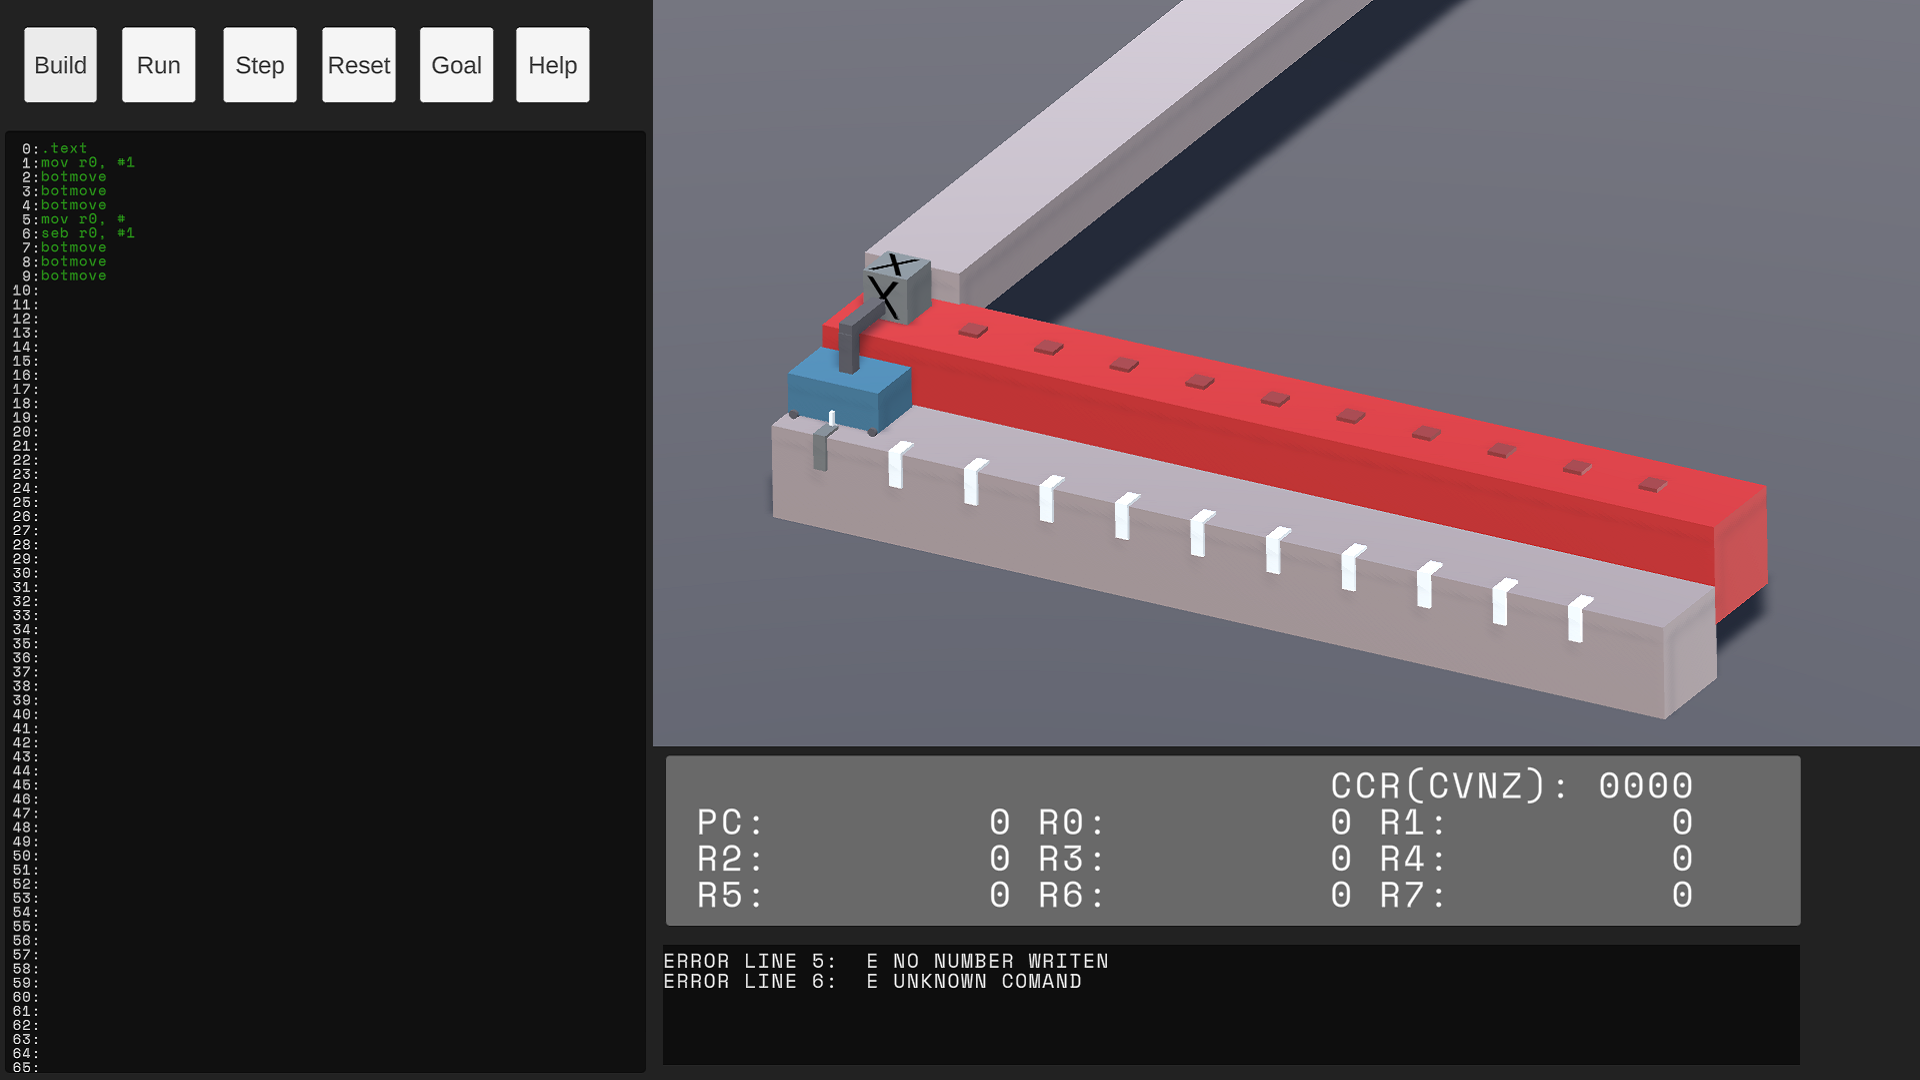 Build Run Step Reset Goal Help
0:.text
1:mov r0, #1
2:botmove
3:botmove
4:botmove
5:mov r0, #
6:seb r0, #1
7:botmove
8:botmove
9:botmove
10:
11:
12:
13:
14:
15:
16:
17:
18:
19:
20:
21:
22:
23:
24:
25:
26:
27:
28:
29:
30:
31:
32:
33:
34:
35:
36:
37:
38:
39:
40:
41:
42:
43:
44:
45:
46:
47:
48:
49:
50:
51:
52:
53:
54:
55:
56:
57:
58:
59:
60:
61:
62:
63:
64:
65:
X
Y
CCR(CVNZ): 0000
PC: 0 R0: 0 R1: 0
R2: 0 R3: 0 R4: 0
R5: 0 R6: 0 R7: 0
ERROR LINE 5: E NO NUMBER WRITEN
ERROR LINE 6: E UNKNOWN COMAND